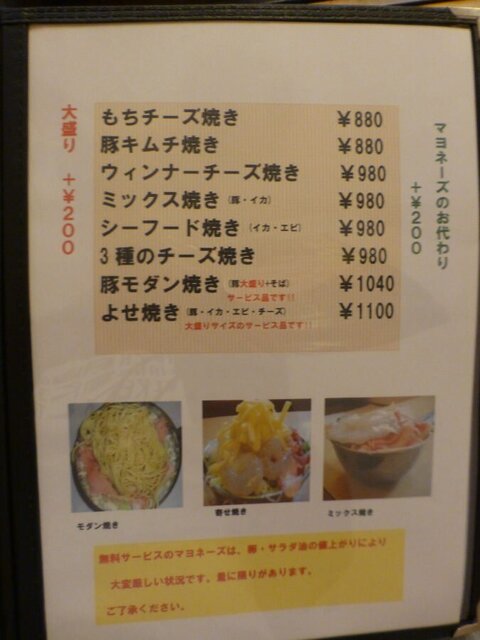 大盛り ＋￥200
もちチーズ焼き ￥880
豚キムチ焼き ￥880
ウィンナーチーズ焼き ￥980
ミックス焼き（豚・イカ） ￥980
シーフード焼き（イカ・エビ） ￥980
3種のチーズ焼き ￥980
豚モダン焼き（豚大盛り+そば） ￥1040
サービス品です!!
よせ焼き（豚・イカ・エビ・チーズ） ￥1100
大盛りサイズのサービス品です!!
マヨネーズのお代わり
＋￥200
モダン焼き
寄せ焼き
ミックス焼き
無料サービスのマヨネーズは、卵・サラダ油の値上がりにより
大変厳しい状況です。量に限りがあります。
ご了承ください。